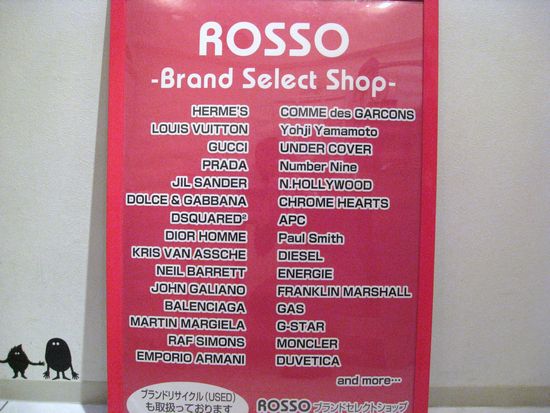 ROSSO
-Brand Select Shop-
HERME'S
LOUIS VUITTON
GUCCI
PRADA
JIL SANDER
DOLCE & GABBANA
DSQUARED²
DIOR HOMME
KRIS VAN ASSCHE
NEIL BARRETT
JOHN GALIANO
BALENCIAGA
MARTIN MARGIELA
RAF SIMONS
EMPORIO ARMANI
COMME des GARCONS
Yohji Yamamoto
UNDER COVER
Number Nine
N.HOLLYWOOD
CHROME HEARTS
APC
Paul Smith
DIESEL
ENERGIE
FRANKLIN MARSHALL
GAS
G-STAR
MONCLER
DUVETICA
and more…
ブランドリサイクル(USED)
も取扱っております
ROSSO ブランドセレクトショップ